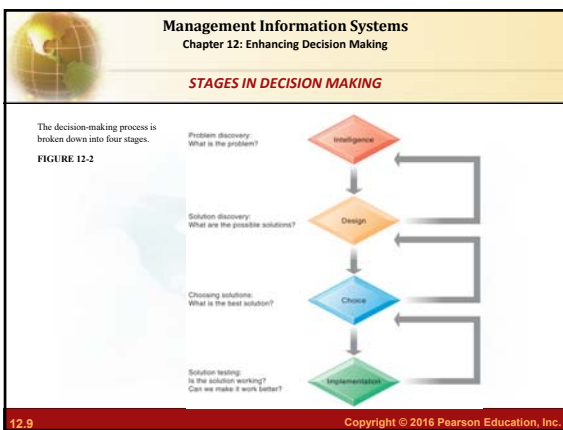 Management Information Systems
Chapter 12: Enhancing Decision Making
STAGES IN DECISION MAKING
The decision-making process is
broken down into four stages.
FIGURE 12-2
Problem discovery:
What is the problem?
Intelligence
Solution discovery:
What are the possible solutions?
Design
Choosing solutions:
What is the best solution?
Choice
Solution testing:
Is the solution working?
Can we make it work better?
Implementation
12.9
Copyright © 2016 Pearson Education, Inc.